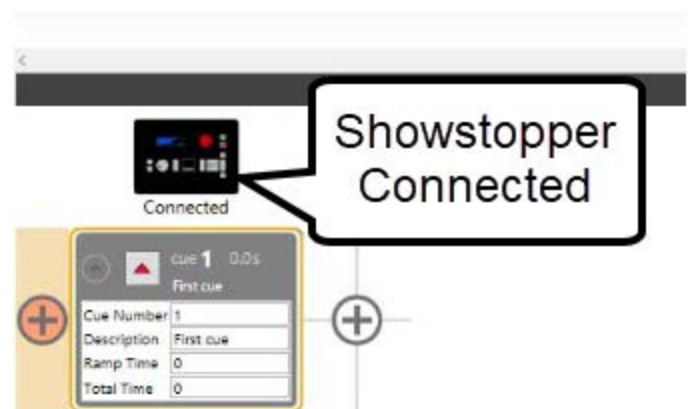 Showstopper
Connected
Connected
cue 1 0.0s
First cue
Cue Number 1
Description First cue
Ramp Time 0
Total Time 0